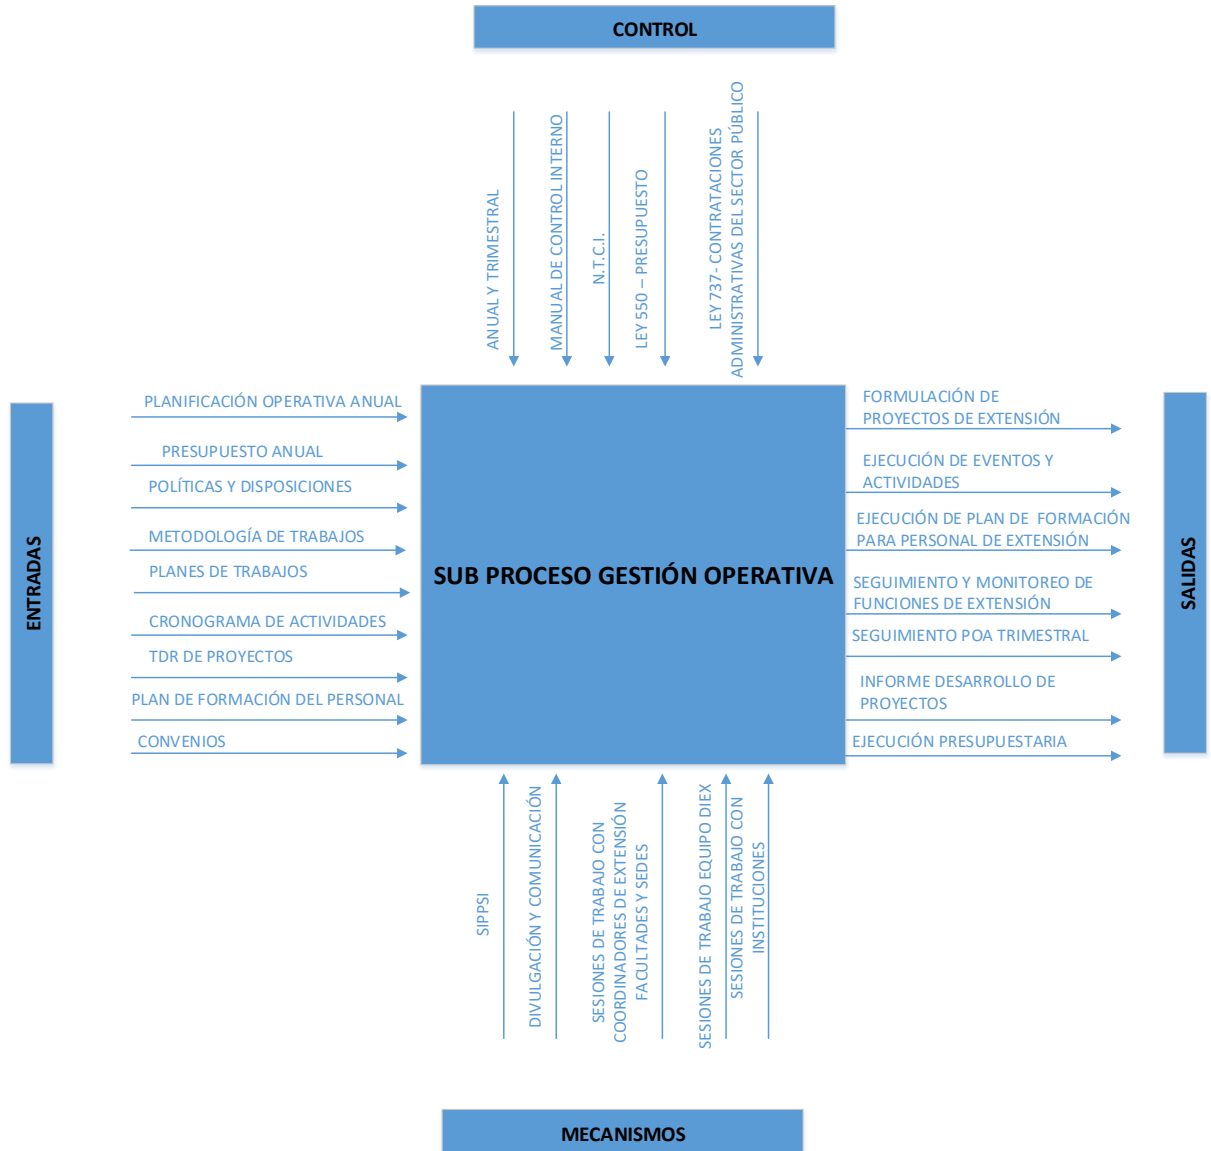 CONTROL
ANUAL Y TRIMESTRAL
MANUAL DE CONTROL INTERNO
N.T.C.I.
LEY 550 – PRESUPUESTO
LEY 737- CONTRATACIONES
ADMINISTRATIVAS DEL SECTOR PÚBLICO
ENTRADAS
PLANIFICACIÓN OPERATIVA ANUAL
PRESUPUESTO ANUAL
POLÍTICAS Y DISPOSICIONES
METODOLOGÍA DE TRABAJOS
PLANES DE TRABAJOS
CRONOGRAMA DE ACTIVIDADES
TDR DE PROYECTOS
PLAN DE FORMACIÓN DEL PERSONAL
CONVENIOS
SUB PROCESO GESTIÓN OPERATIVA
FORMULACIÓN DE
PROYECTOS DE EXTENSIÓN
EJECUCIÓN DE EVENTOS Y
ACTIVIDADES
EJECUCIÓN DE PLAN DE FORMACIÓN
PARA PERSONAL DE EXTENSIÓN
SEGUIMIENTO Y MONITOREO DE
FUNCIONES DE EXTENSIÓN
SEGUIMIENTO POA TRIMESTRAL
INFORME DESARROLLO DE
PROYECTOS
EJECUCIÓN PRESUPUESTARIA
SALIDAS
SIPPSI
DIVULGACIÓN Y COMUNICACIÓN
SESIONES DE TRABAJO CON
COORDINADORES DE EXTENSIÓN
FACULTADES Y SEDES
SESIONES DE TRABAJO EQUIPO DIEX
SESIONES DE TRABAJO CON
INSTITUCIONES
MECANISMOS